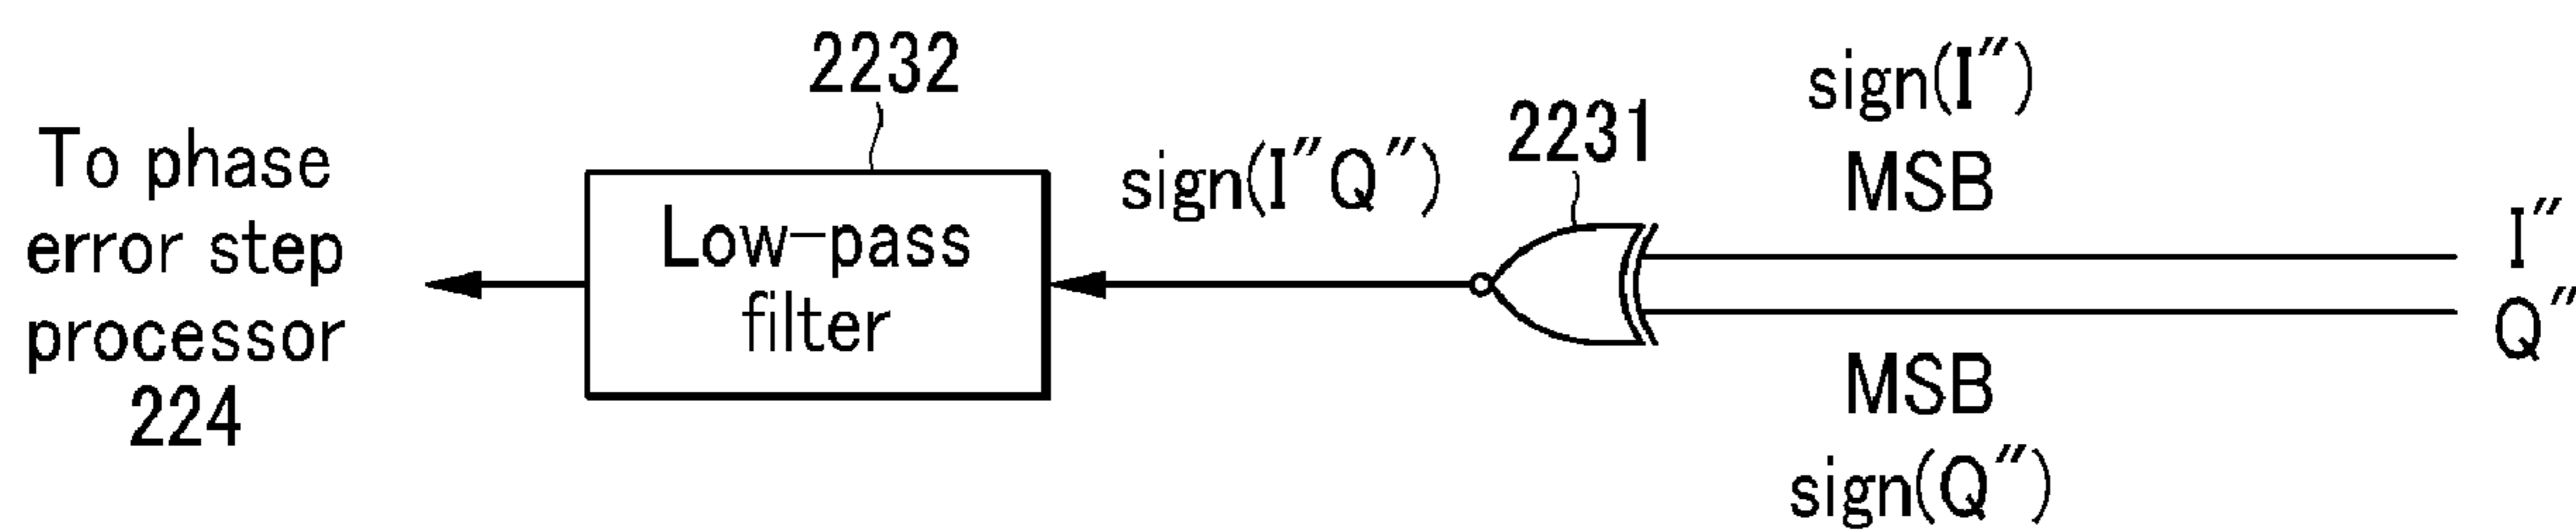 To phase
error step
processor
224
2232
Low-pass
filter
sign(I″Q″)
2231
sign(I″)
MSB
MSB
sign(Q″)
I″
Q″